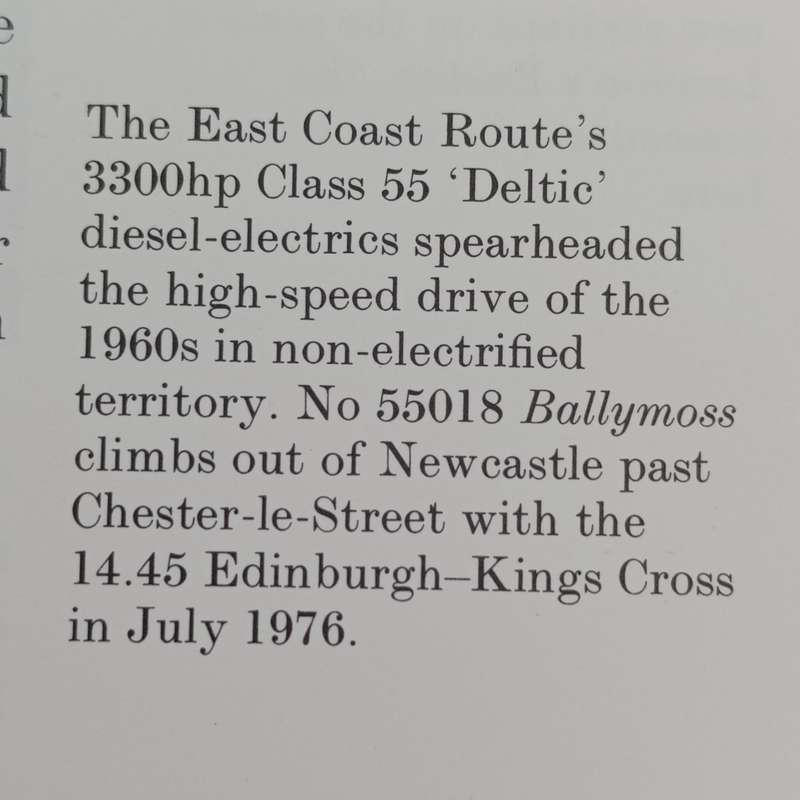 The East Coast Route's
3300hp Class 55 ‘Deltic’
diesel-electrics spearheaded
the high-speed drive of the
1960s in non-electrified
territory. No 55018 Ballymoss
climbs out of Newcastle past
Chester-le-Street with the
14.45 Edinburgh–Kings Cross
in July 1976.